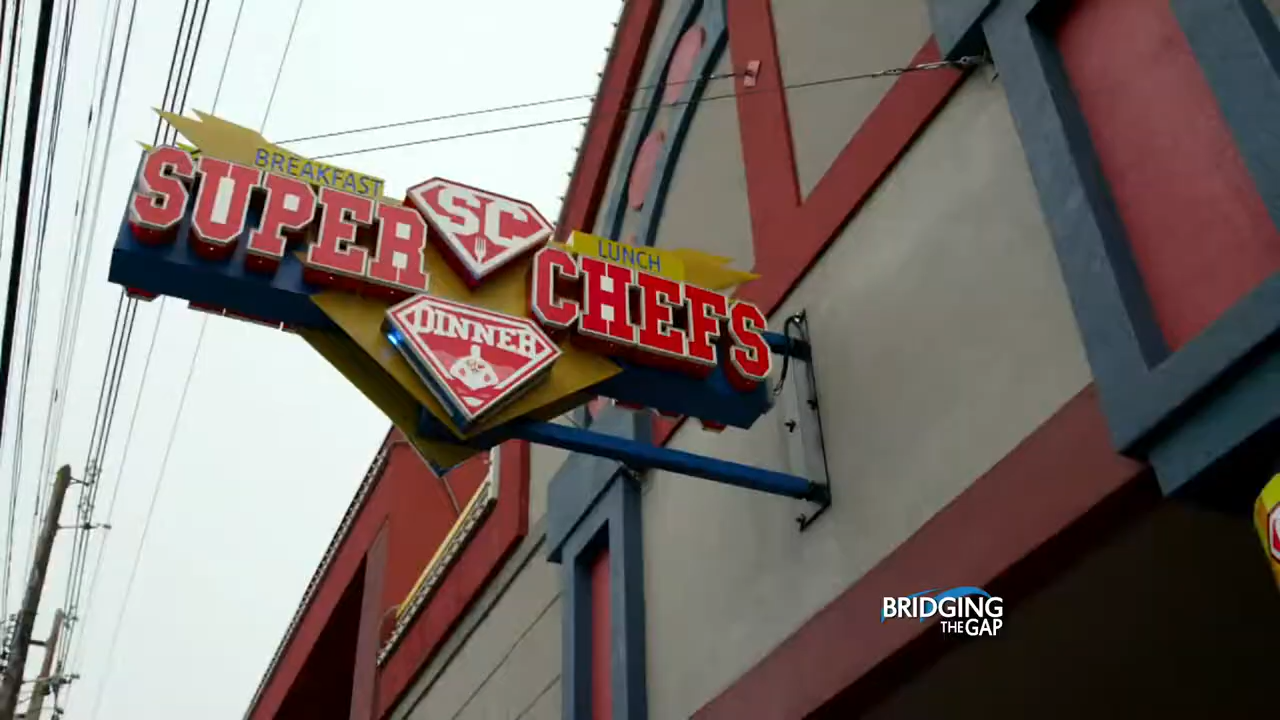 BREAKFAST
SUPER
SC
LUNCH
CHEFS
DINNER
BRIDGING
THE GAP